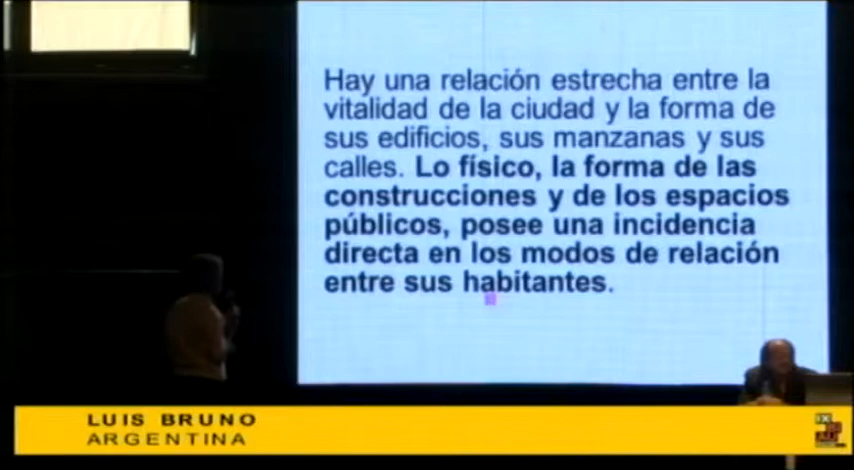 Hay una relación estrecha entre la
vitalidad de la ciudad y la forma de
sus edificios, sus manzanas y sus
calles. Lo físico, la forma de las
construcciones y de los espacios
públicos, posee una incidencia
directa en los modos de relación
entre sus habitantes.
LUIS BRUNO
ARGENTINA